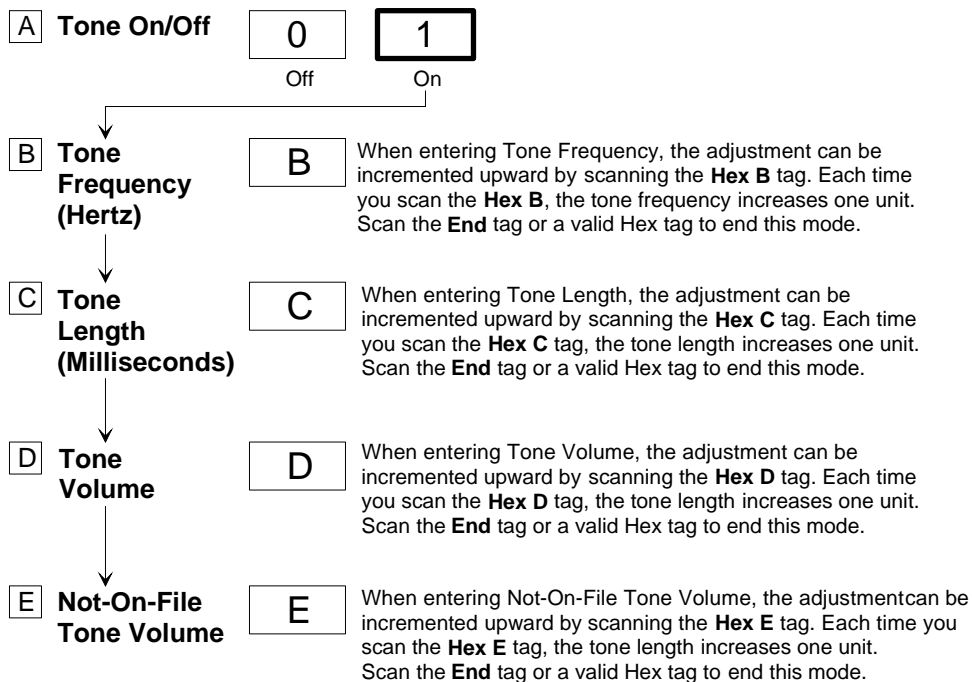 A Tone On/Off 0 1
Off On
B Tone
Frequency
(Hertz)
B
When entering Tone Frequency, the adjustment can be
incremented upward by scanning the Hex B tag. Each time
you scan the Hex B, the tone frequency increases one unit.
Scan the End tag or a valid Hex tag to end this mode.
C Tone
Length
(Milliseconds)
C
When entering Tone Length, the adjustment can be
incremented upward by scanning the Hex C tag. Each time
you scan the Hex C tag, the tone length increases one unit.
Scan the End tag or a valid Hex tag to end this mode.
D Tone
Volume
D
When entering Tone Volume, the adjustment can be
incremented upward by scanning the Hex D tag. Each time
you scan the Hex D tag, the tone length increases one unit.
Scan the End tag or a valid Hex tag to end this mode.
E Not-On-File
Tone Volume
E
When entering Not-On-File Tone Volume, the adjustmentcan be
incremented upward by scanning the Hex E tag. Each time you
scan the Hex E tag, the tone length increases one unit.
Scan the End tag or a valid Hex tag to end this mode.